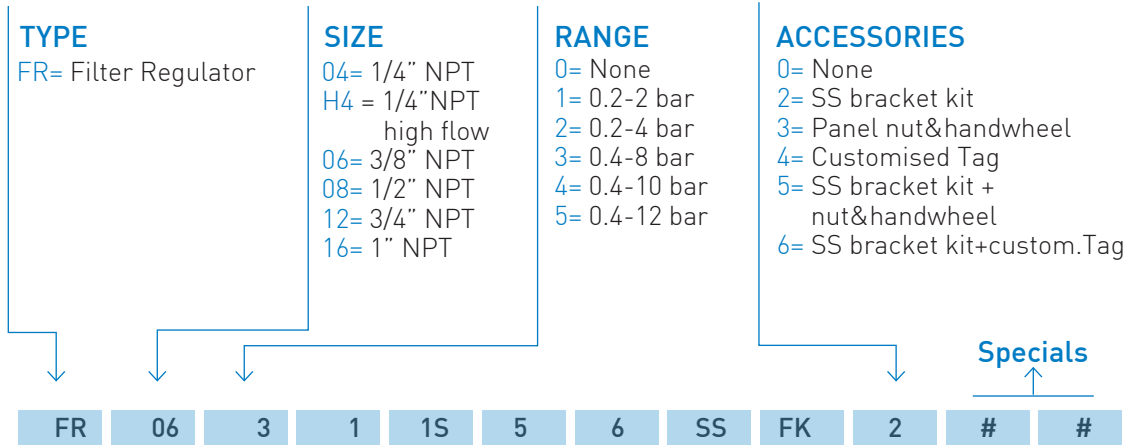 TYPE
FR= Filter Regulator
SIZE
04= 1/4” NPT
H4 = 1/4”NPT
high flow
06= 3/8” NPT
08= 1/2” NPT
12= 3/4” NPT
16= 1” NPT
RANGE
0= None
1= 0.2-2 bar
2= 0.2-4 bar
3= 0.4-8 bar
4= 0.4-10 bar
5= 0.4-12 bar
ACCESSORIES
0= None
2= SS bracket kit
3= Panel nut&handwheel
4= Customised Tag
5= SS bracket kit +
nut&handwheel
6= SS bracket kit+custom.Tag
Specials
FR 06 3 1 1S 5 6 SS FK 2 # #